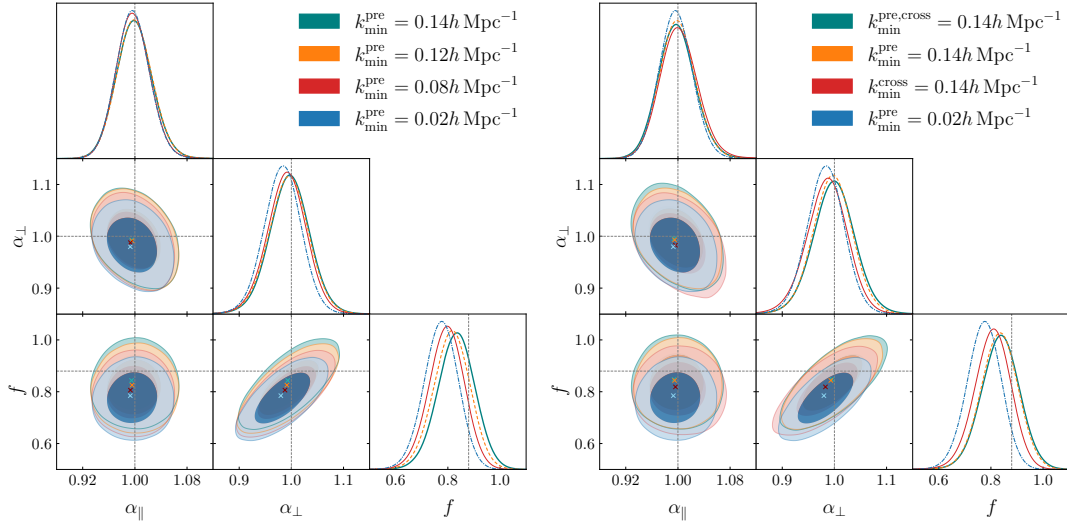 k_min^pre = 0.14h Mpc^−1
k_min^pre = 0.12h Mpc^−1
k_min^pre = 0.08h Mpc^−1
k_min^pre = 0.02h Mpc^−1
1.1
1.0
0.9
α⊥
1.0
0.8
0.6
f
0.92 1.00 1.08
0.9 1.0 1.1
0.6 0.8 1.0
α∥
α⊥
f
k_min^pre,cross = 0.14h Mpc^−1
k_min^pre = 0.14h Mpc^−1
k_min^cross = 0.14h Mpc^−1
k_min^pre = 0.02h Mpc^−1
1.1
1.0
0.9
α⊥
1.0
0.8
0.6
f
0.92 1.00 1.08
0.9 1.0 1.1
0.6 0.8 1.0
α∥
α⊥
f